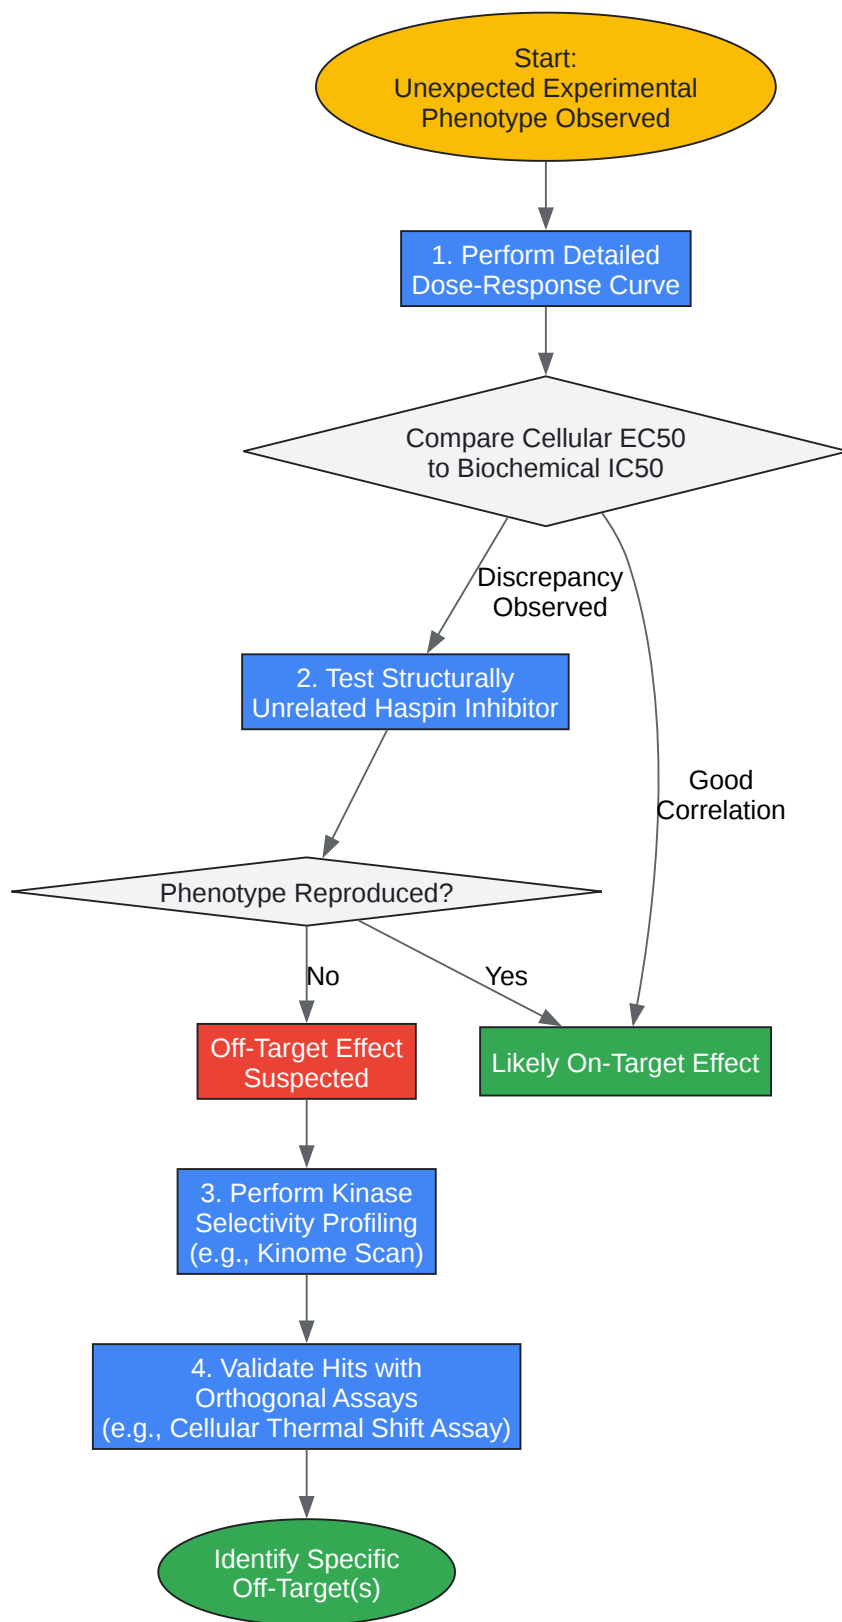 Start:
Unexpected Experimental
Phenotype Observed
1. Perform Detailed
Dose-Response Curve
Compare Cellular EC50
to Biochemical IC50
Discrepancy
Observed
2. Test Structurally
Unrelated Haspin Inhibitor
Good
Correlation
Phenotype Reproduced?
No
Yes
Off-Target Effect
Suspected
Likely On-Target Effect
3. Perform Kinase
Selectivity Profiling
(e.g., Kinome Scan)
4. Validate Hits with
Orthogonal Assays
(e.g., Cellular Thermal Shift Assay)
Identify Specific
Off-Target(s)